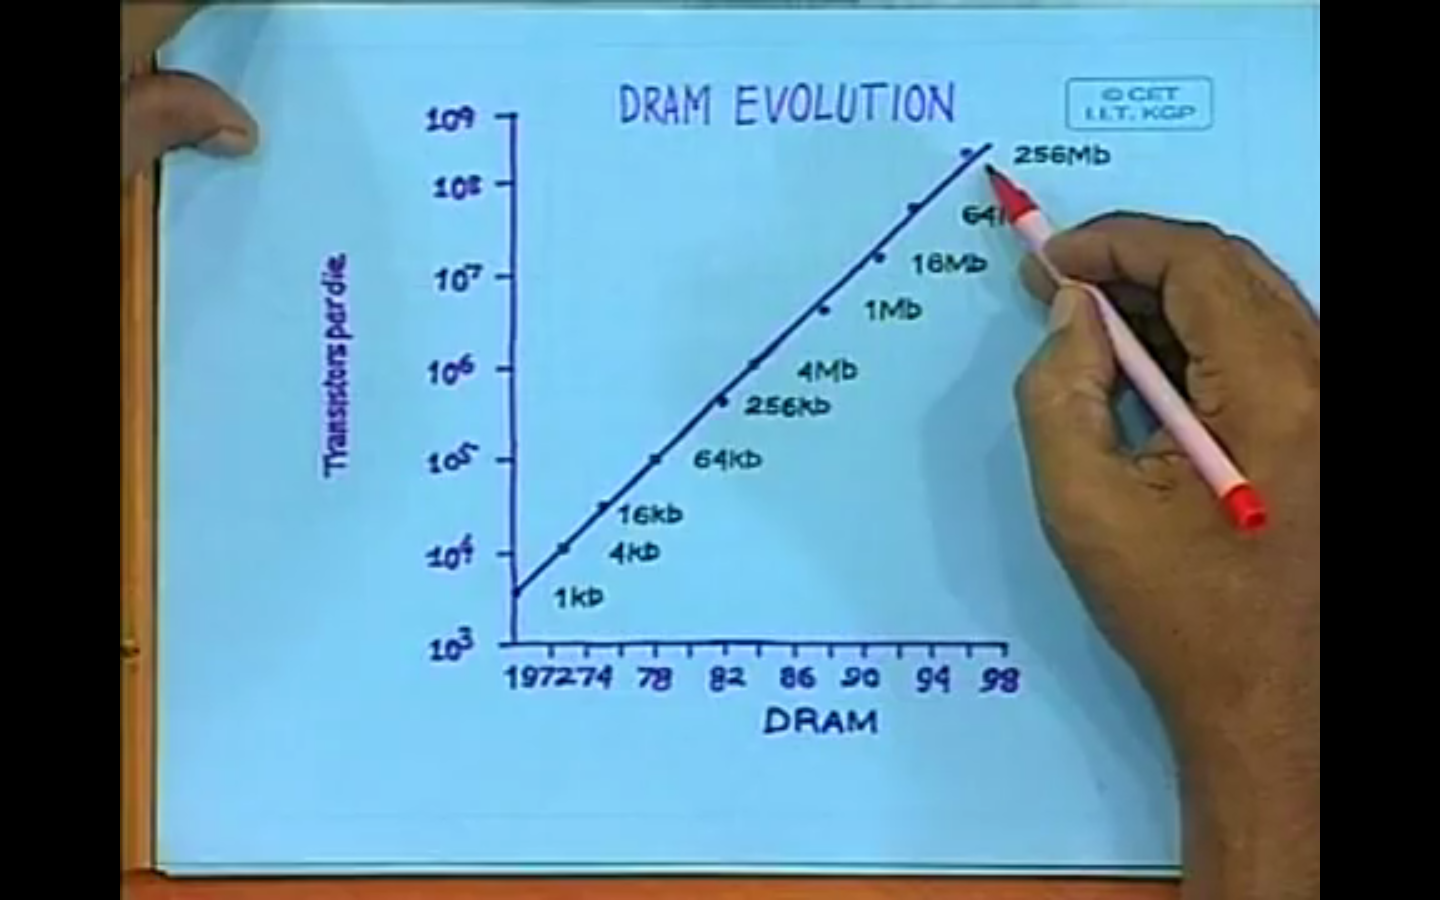 DRAM EVOLUTION
© CET
I.I.T. KGP
10⁹
256Mb
10⁸
10⁷
16Mb
1Mb
10⁶
4Mb
256kb
10⁵
64kb
16kb
10⁴
4kb
1kb
10³
Transistors per die
1972 74 78 82 86 90 94 98
DRAM